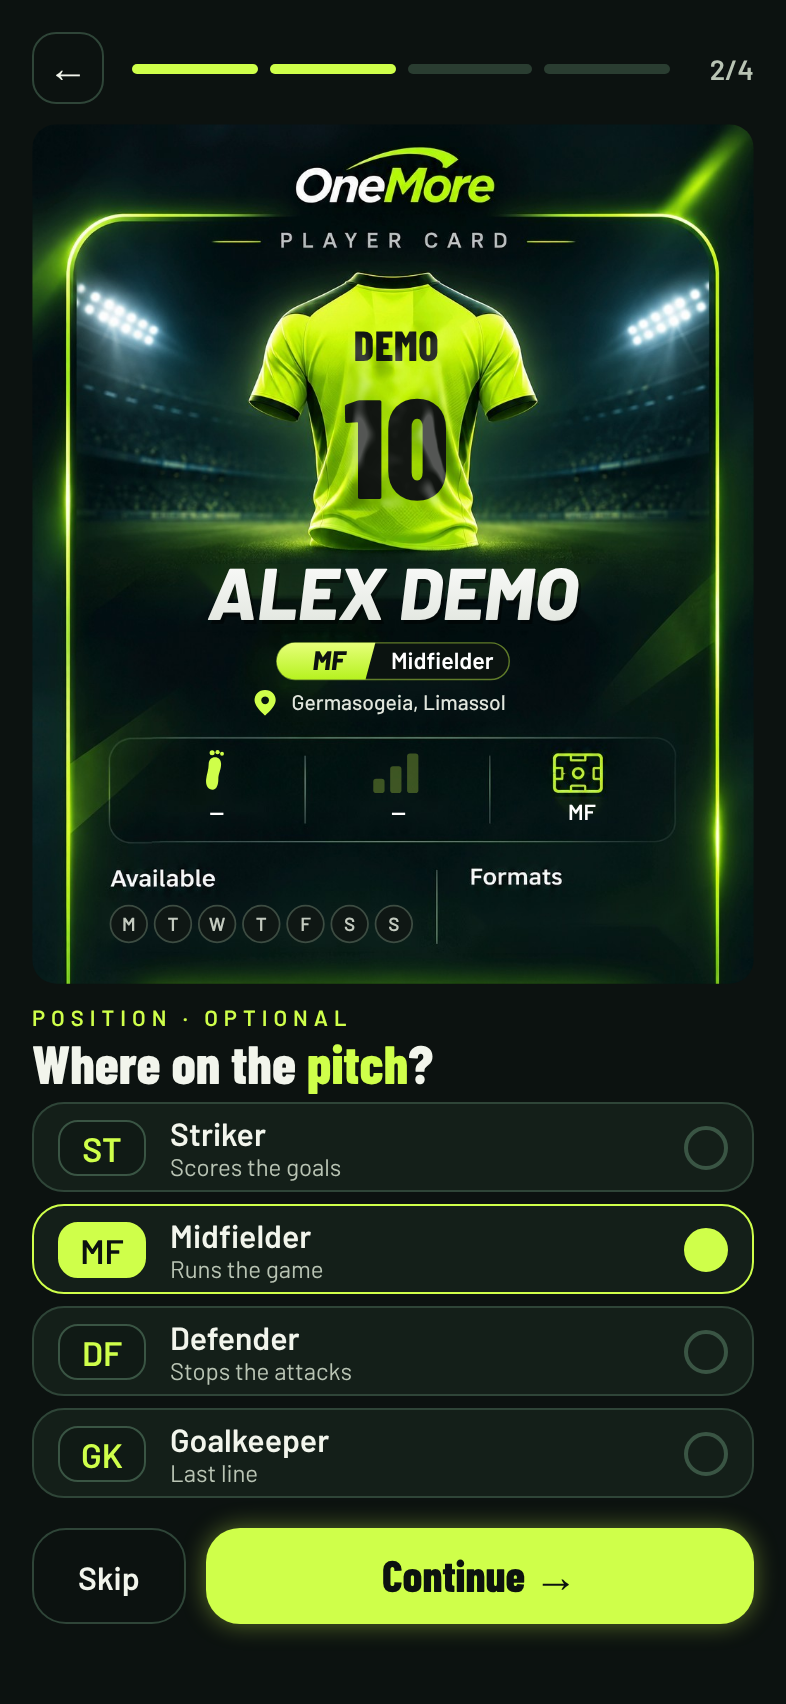 ← 2/4
OneMore
PLAYER CARD
DEMO
10
ALEX DEMO
MF Midfielder
Germasogeia, Limassol
– – MF
Available Formats
M T W T F S S
POSITION · OPTIONAL
Where on the pitch?
ST Striker
Scores the goals
MF Midfielder
Runs the game
DF Defender
Stops the attacks
GK Goalkeeper
Last line
Skip Continue →